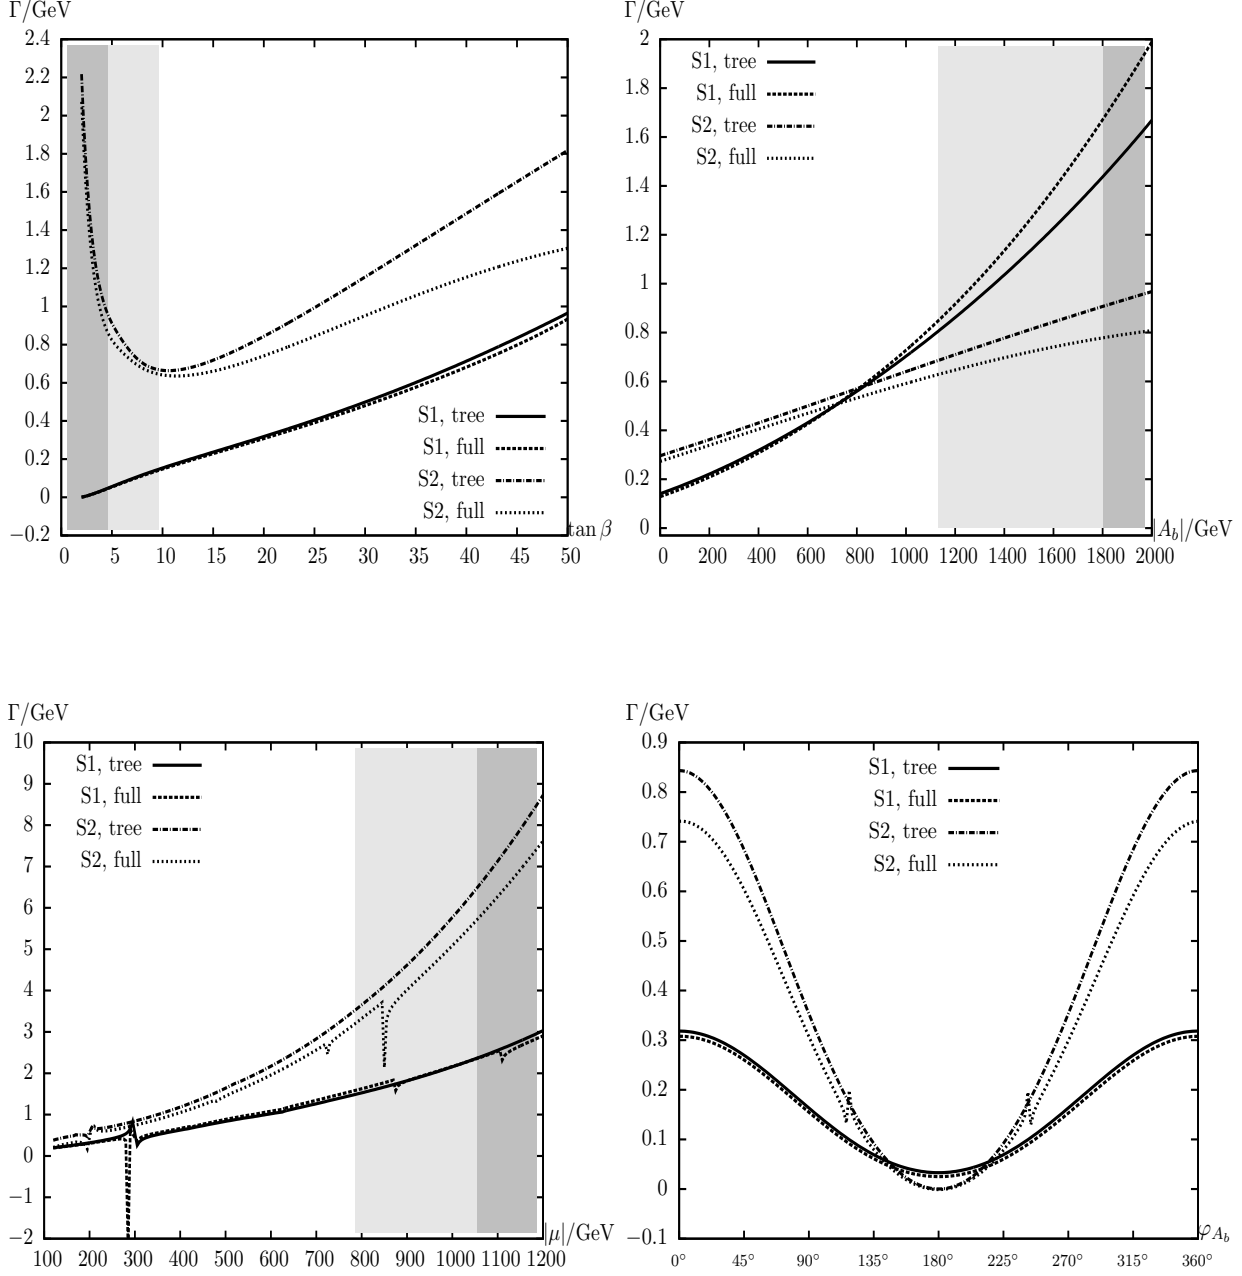 Γ/GeV
2.4
2.2
2
1.8
1.6
1.4
1.2
1
0.8
0.6
0.4
0.2
0
−0.2
S1, tree
S1, full
S2, tree
S2, full
0 5 10 15 20 25 30 35 40 45 50
tan β
Γ/GeV
2
1.8
1.6
1.4
1.2
1
0.8
0.6
0.4
0.2
0
S1, tree
S1, full
S2, tree
S2, full
0 200 400 600 800 1000 1200 1400 1600 1800 2000
|A_b|/GeV
Γ/GeV
10
9
8
7
6
5
4
3
2
1
0
−1
−2
S1, tree
S1, full
S2, tree
S2, full
100 200 300 400 500 600 700 800 900 1000 1100 1200
|μ|/GeV
Γ/GeV
0.9
0.8
0.7
0.6
0.5
0.4
0.3
0.2
0.1
0
−0.1
S1, tree
S1, full
S2, tree
S2, full
0° 45° 90° 135° 180° 225° 270° 315° 360°
φ_{A_b}